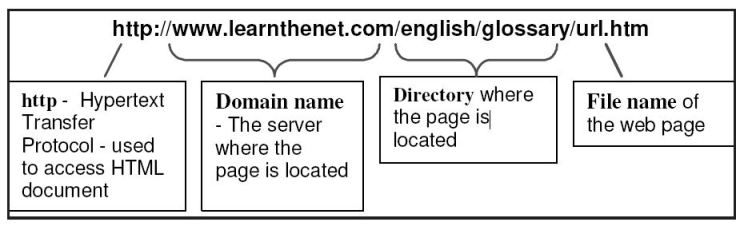 http://www.learnthenet.com/english/glossary/url.htm
http - Hypertext
Transfer
Protocol - used
to access HTML
document
Domain name
- The server
where the
page is located
Directory where
the page is
located
File name of
the web page